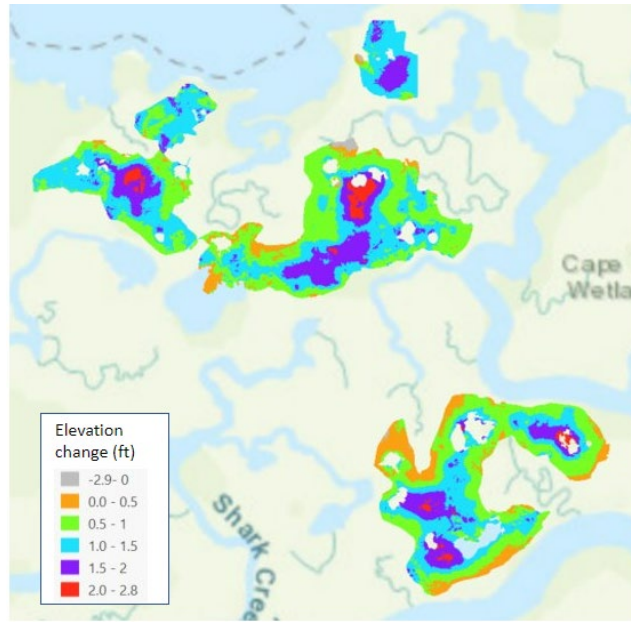 Cape
Wetla
Elevation
change (ft)
-2.9- 0
0.0 - 0.5
0.5 - 1
1.0 - 1.5
1.5 - 2
2.0 - 2.8
Shark Cree